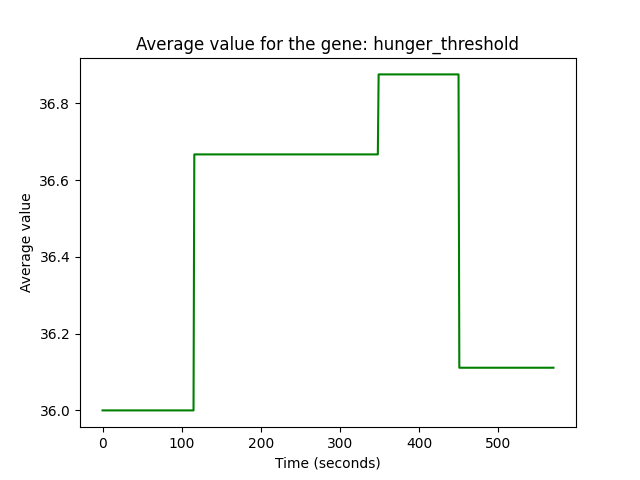 Average value for the gene: hunger_threshold
36.8
36.6
36.4
36.2
36.0
Average value
0 100 200 300 400 500
Time (seconds)